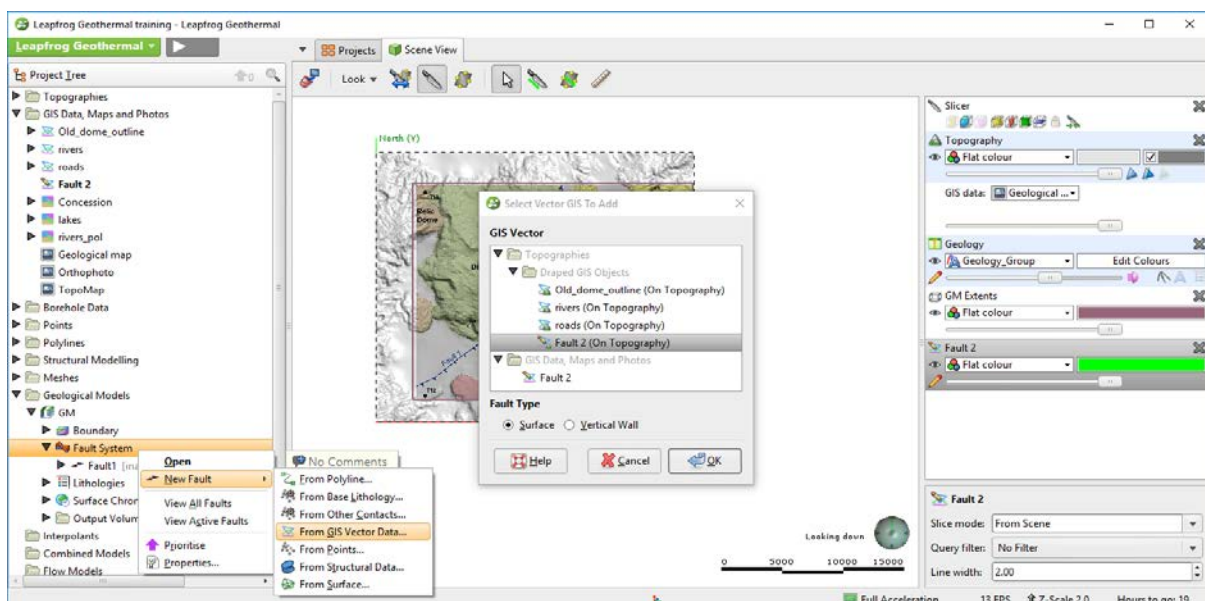 Leapfrog Geothermal training - Leapfrog Geothermal
Leapfrog Geothermal
Projects
Scene View
Project Tree
Look
Topographies
GIS Data, Maps and Photos
Old_dome_outline
rivers
roads
Fault 2
Concession
lakes
rivers_pol
Geological map
Orthophoto
TopoMap
Borehole Data
Points
Polylines
Structural Modelling
Meshes
Geological Models
GM
Boundary
Fault System
Fault1
Lithologies
Surface Chron
Output Volum
Interpolants
Combined Models
Flow Models
Open
New Fault
View All Faults
View Active Faults
Prioritise
Properties...
No Comments
From Polyline...
From Base Lithology...
From Other Contacts...
From GIS Vector Data...
From Points...
From Structural Data...
From Surface...
North (Y)
Relic
Dome
Fault 1
Select Vector GIS To Add
GIS Vector
Topographies
Draped GIS Objects
Old_dome_outline (On Topography)
rivers (On Topography)
roads (On Topography)
Fault 2 (On Topography)
GIS Data, Maps and Photos
Fault 2
Fault Type
Surface
Vertical Wall
Help
Cancel
OK
Looking down
0 5000 10000 15000
Slicer
Topography
Flat colour
GIS data: Geological ...
Geology
Geology_Group
Edit Colours
GM Extents
Flat colour
Fault 2
Flat colour
Fault 2
Slice mode: From Scene
Query filter: No Filter
Line width: 2.00
Full Acceleration
13 FPS
Z-Scale 2.0
Hours to go: 19